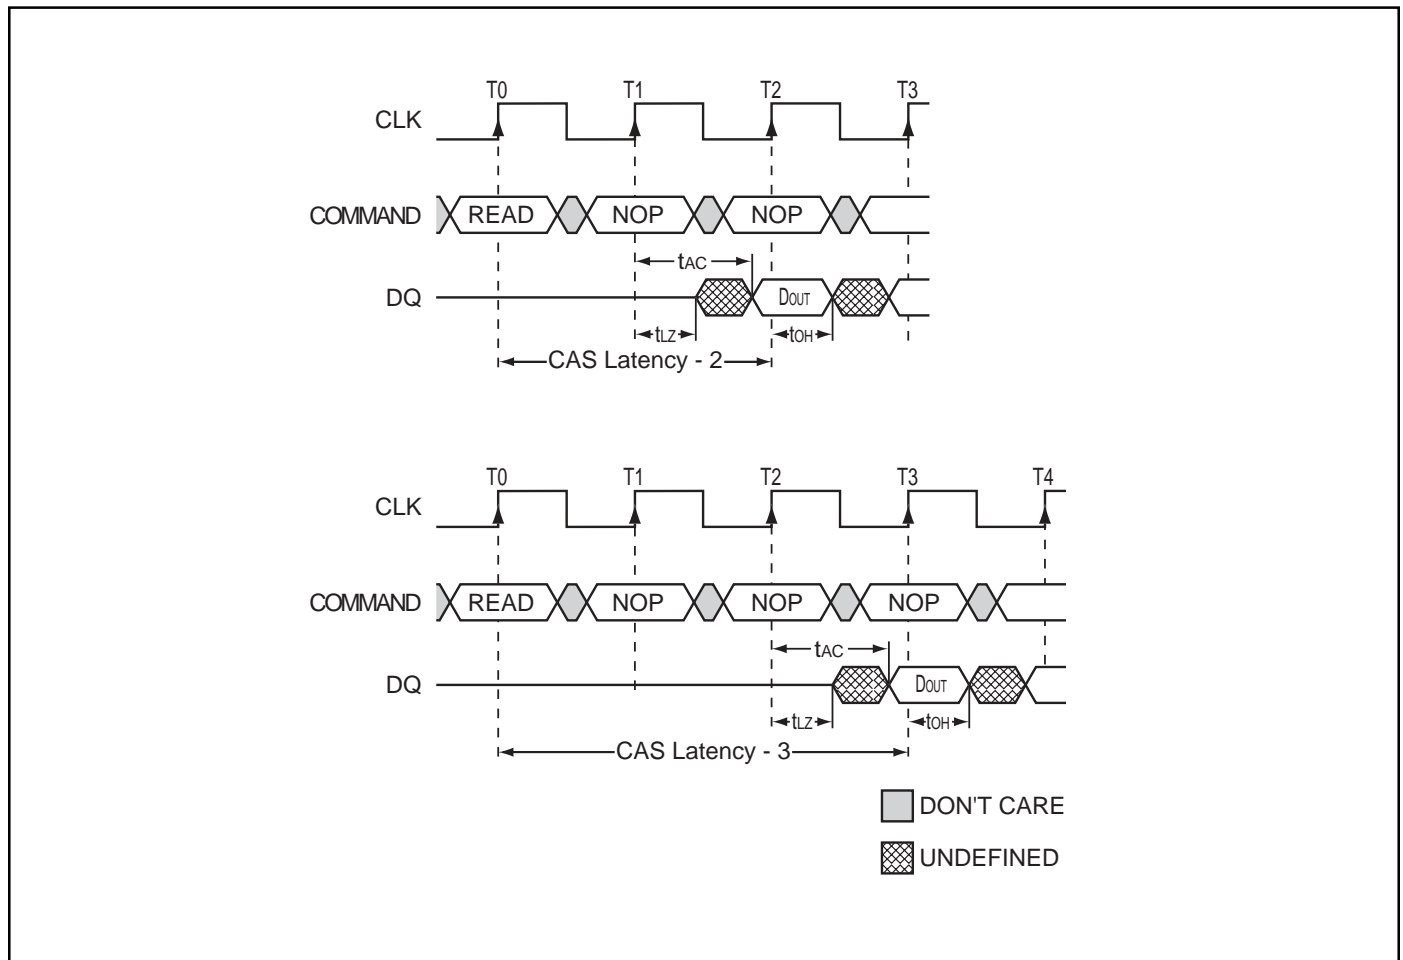 T0 T1 T2 T3
CLK
COMMAND READ NOP NOP
tAC
DQ DOUT
tLZ tOH
CAS Latency - 2
T0 T1 T2 T3 T4
CLK
COMMAND READ NOP NOP NOP
tAC
DQ DOUT
tLZ tOH
CAS Latency - 3
DON'T CARE
UNDEFINED